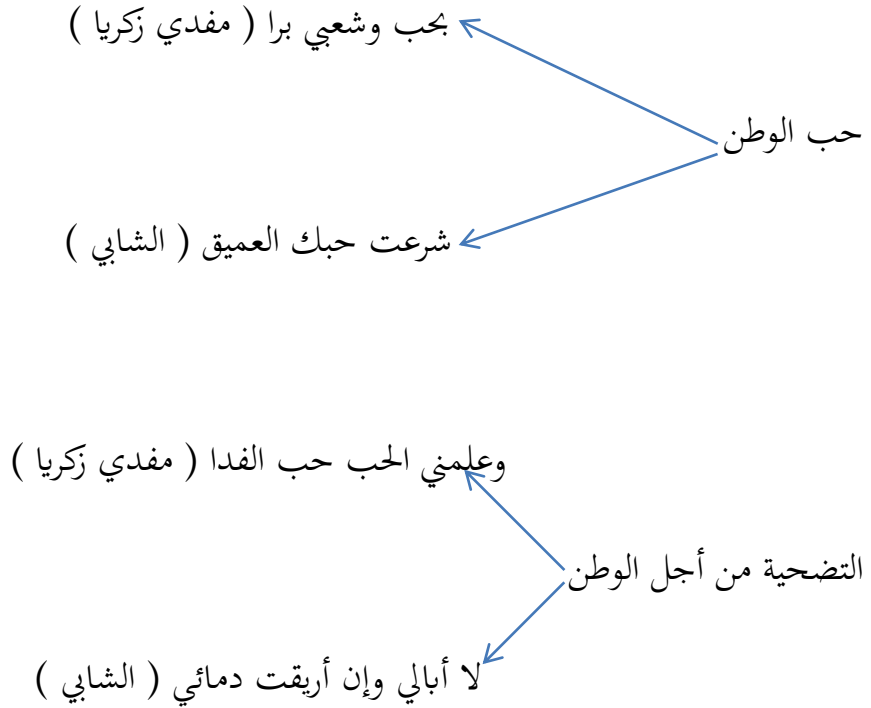 بحب وشعبي برا ( مفدي زكريا )
حب الوطن
شرعت حبك العميق ( الشابي )
وعلمني الحب حب الفدا ( مفدي زكريا )
التضحية من أجل الوطن
لا أبالي وإن أريقت دمائي ( الشابي )